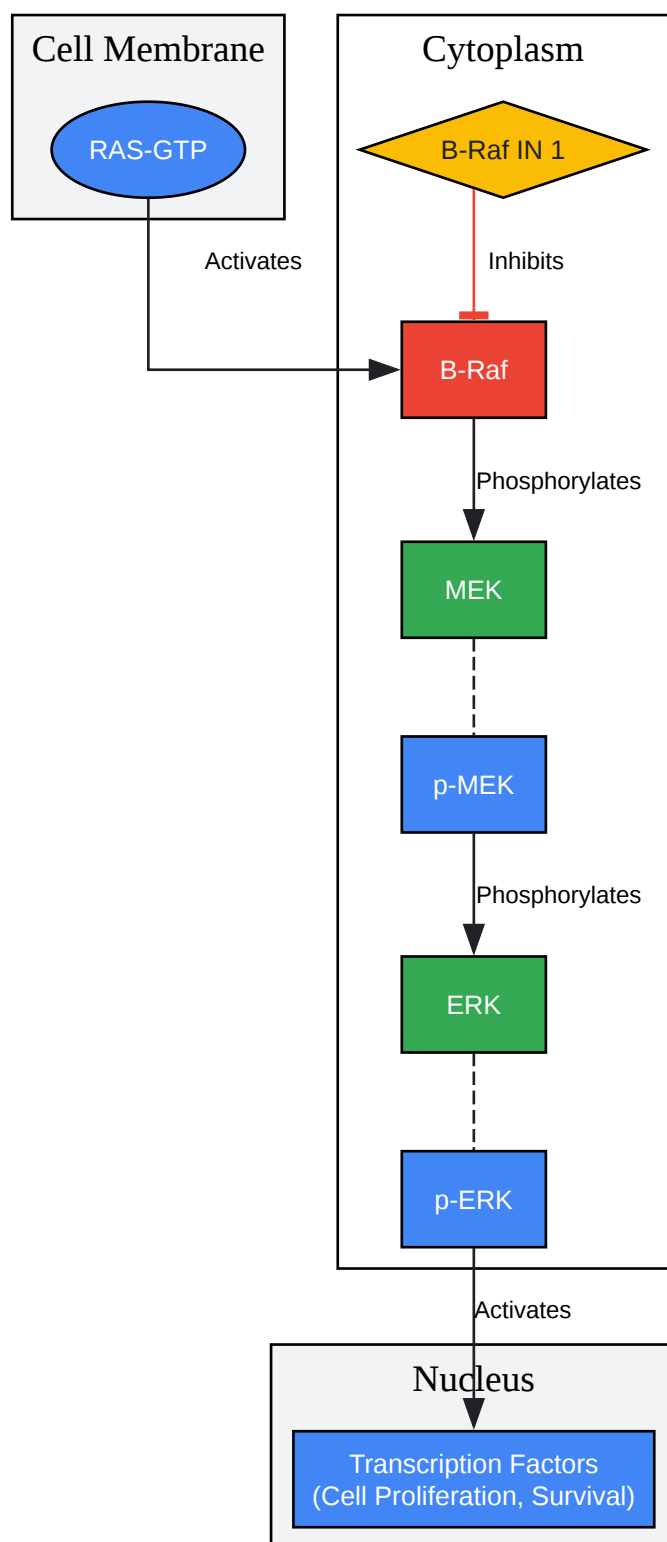 Cell Membrane
Cytoplasm
RAS-GTP
B-Raf IN 1
Activates
Inhibits
B-Raf
Phosphorylates
MEK
p-MEK
Phosphorylates
ERK
p-ERK
Activates
Nucleus
Transcription Factors
(Cell Proliferation, Survival)